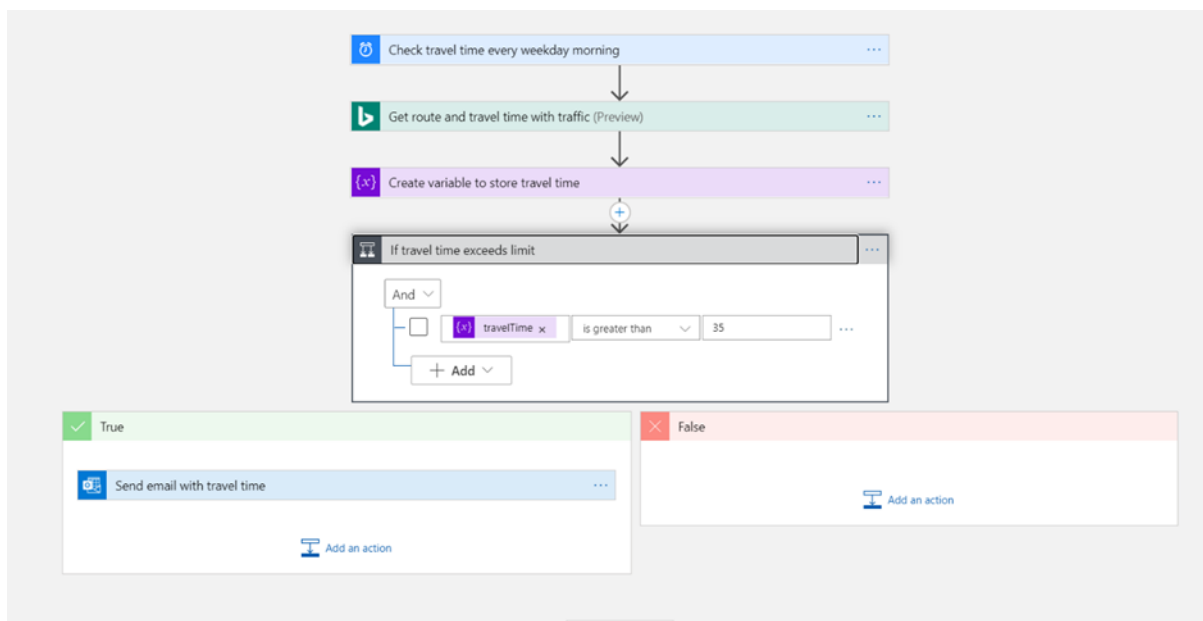 Check travel time every weekday morning
Get route and travel time with traffic (Preview)
{x} Create variable to store travel time
If travel time exceeds limit
And
{x} travelTime x is greater than 35
+ Add
True
False
Send email with travel time
Add an action
Add an action